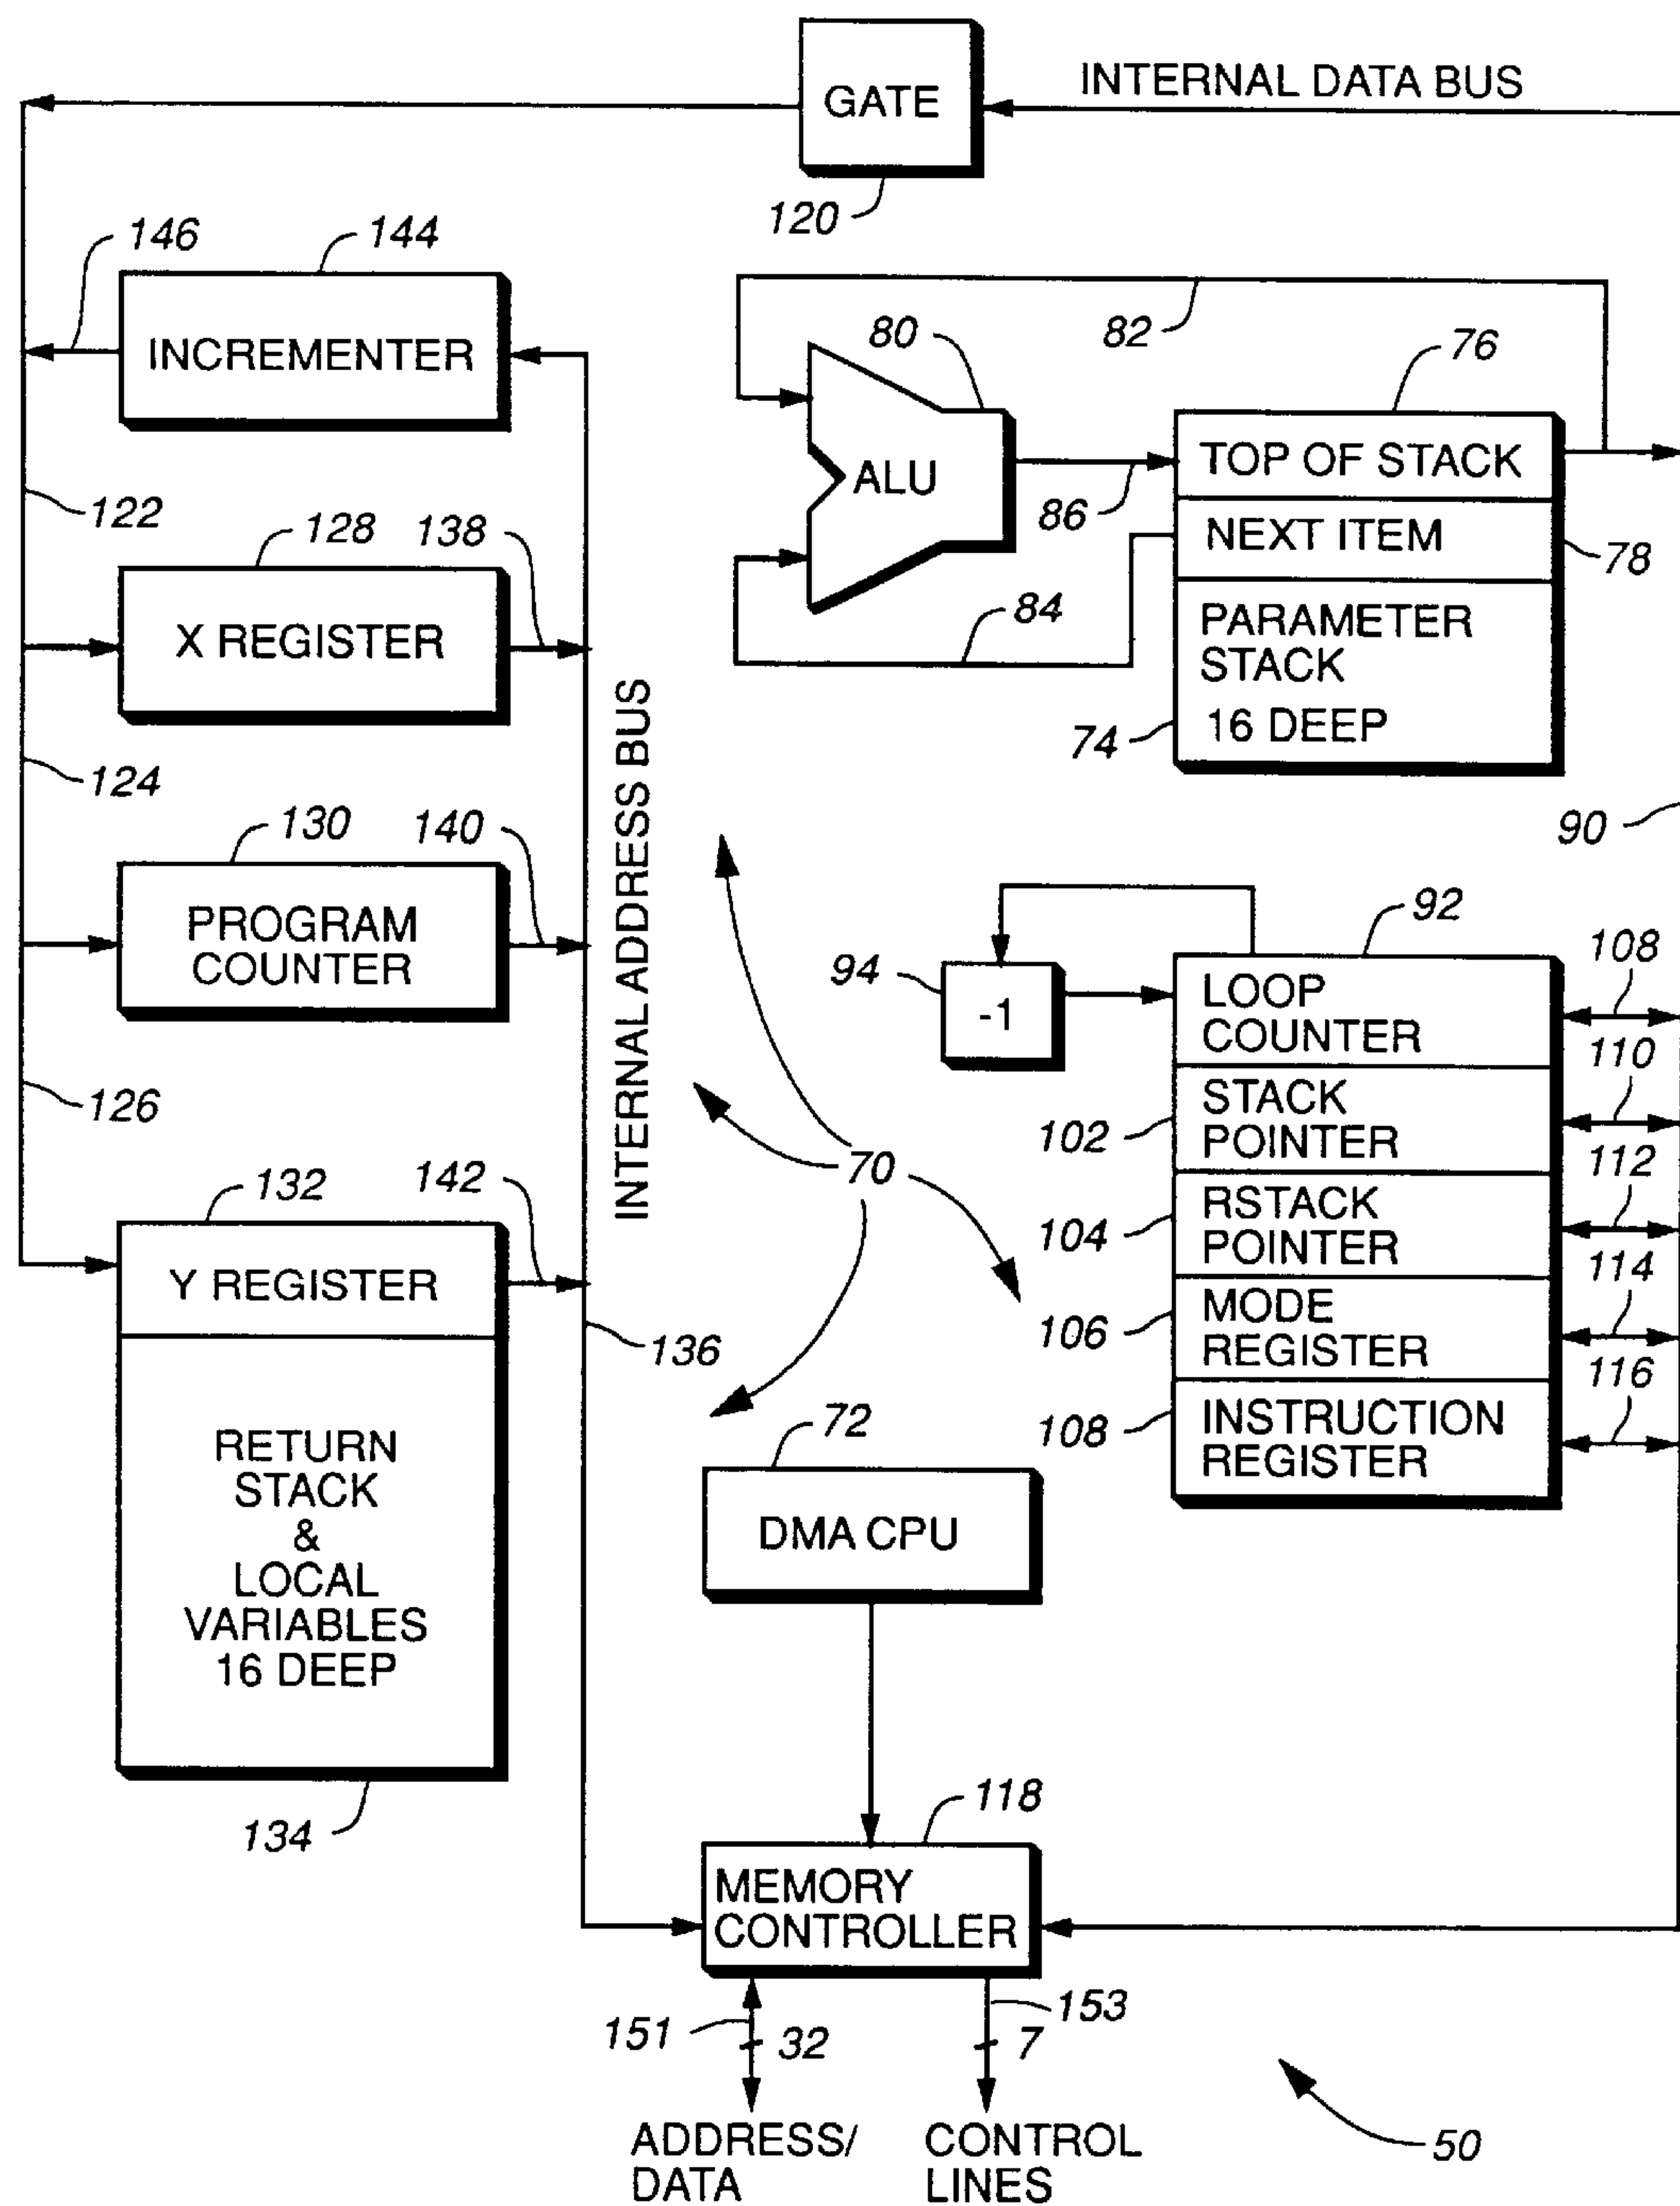 GATE
INTERNAL DATA BUS
120
146
144
INCREMENTER
82
80
76
ALU
TOP OF STACK
86
NEXT ITEM
78
84
PARAMETER
STACK
16 DEEP
74
122
128
138
X REGISTER
124
INTERNAL ADDRESS BUS
90
130
140
PROGRAM
COUNTER
92
94
-1
LOOP
COUNTER
108
110
126
STACK
POINTER
102
112
70
RSTACK
POINTER
104
114
132
142
Y REGISTER
136
MODE
REGISTER
106
116
INSTRUCTION
REGISTER
108
RETURN
STACK
&
LOCAL
VARIABLES
16 DEEP
134
72
DMA CPU
118
MEMORY
CONTROLLER
151
32
153
7
ADDRESS/
DATA
CONTROL
LINES
50